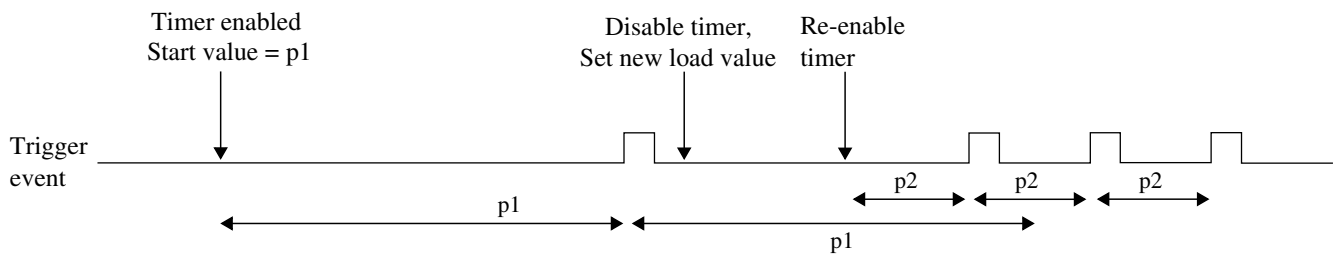 Timer enabled
Start value = p1
Disable timer,
Set new load value
Re-enable
timer
Trigger
event
p2
p2
p2
p1
p1